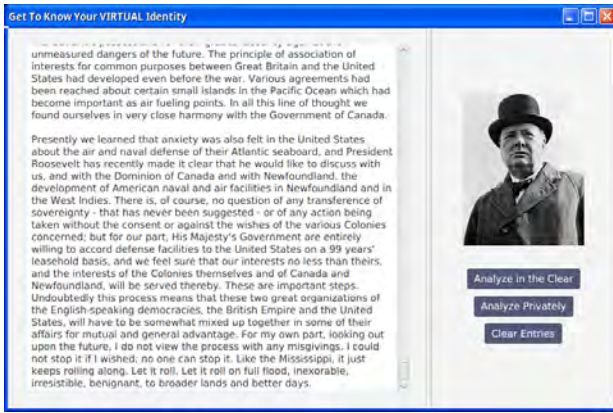 Get To Know Your VIRTUAL Identity
unmeasured dangers of the future. The principle of association of
interests for common purposes between Great Britain and the United
States had developed even before the war. Various agreements had
been reached about certain small islands in the Pacific Ocean which had
become important as air fueling points. In all this line of thought we
found ourselves in very close harmony with the Government of Canada.
Presently we learned that anxiety was also felt in the United States
about the air and naval defense of their Atlantic seaboard, and President
Roosevelt has recently made it clear that he would like to discuss with
us, and with the Dominion of Canada and with Newfoundland, the
development of American naval and air facilities in Newfoundland and in
the West Indies. There is, of course, no question of any transference of
sovereignty - that has never been suggested - or of any action being
taken without the consent or against the wishes of the various Colonies
concerned; but for our part, His Majesty's Government are entirely
willing to accord defense facilities to the United States on a 99 years'
leasehold basis, and we feel sure that our interests no less than theirs,
and the interests of the Colonies themselves and of Canada and
Newfoundland, will be served thereby. These are important steps.
Undoubtedly this process means that these two great organizations of
the English-speaking democracies, the British Empire and the United
States, will have to be somewhat mixed up together in some of their
affairs for mutual and general advantage. For my own part, looking out
upon the future, I do not view the process with any misgivings. I could
not stop it if I wished; no one can stop it. Like the Mississippi, it just
keeps rolling along. Let it roll. Let it roll on full flood, inexorable,
irresistible, benignant, to broader lands and better days.
Analyze in the Clear
Analyze Privately
Clear Entries